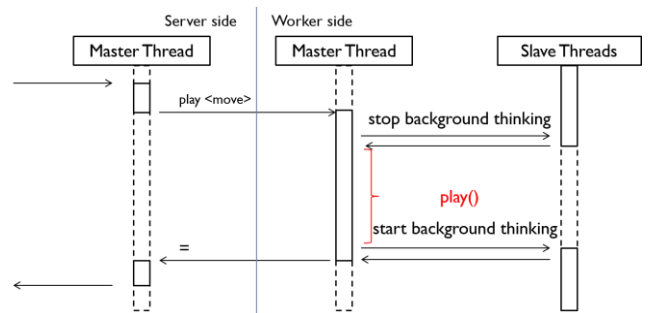 Server side
Worker side
Master Thread
Master Thread
Slave Threads
play <move>
stop background thinking
play()
start background thinking
=